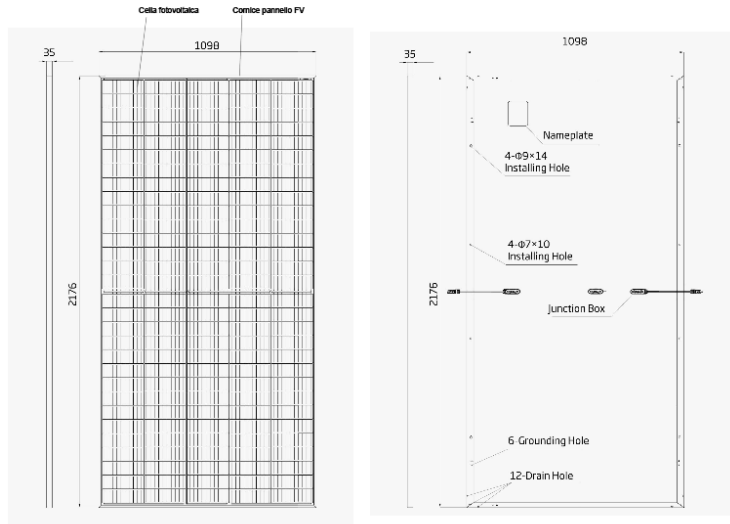 Cella fotovoltaica
Cornice pannello FV
35
1098
2176
35
1098
Nameplate
4-Φ9×14
Installing Hole
4-Φ7×10
Installing Hole
2176
Junction Box
6-Grounding Hole
12-Drain Hole